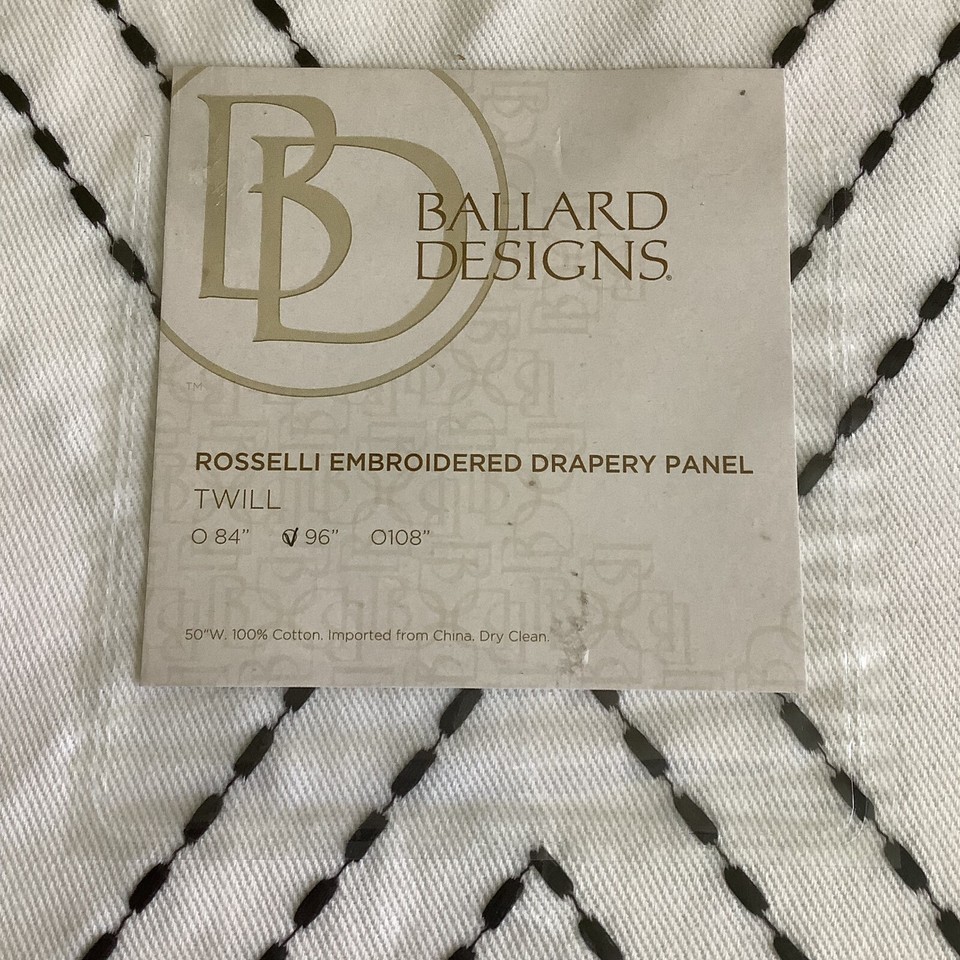 BD
BALLARD
DESIGNS®
™
ROSSELLI EMBROIDERED DRAPERY PANEL
TWILL
O 84” O✓ 96” O108”
50"W. 100% Cotton. Imported from China. Dry Clean.